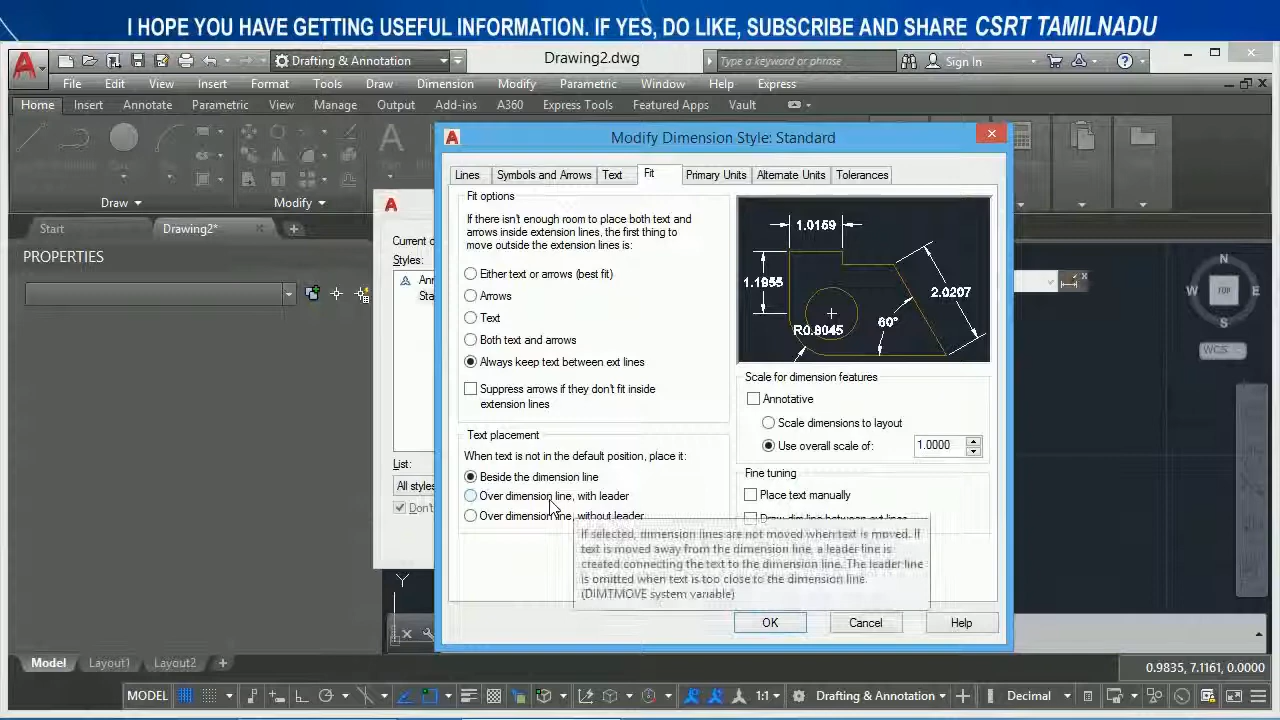 I HOPE YOU HAVE GETTING USEFUL INFORMATION. IF YES, DO LIKE, SUBSCRIBE AND SHARE CSRT TAMILNADU
Drafting & Annotation
Drawing2.dwg
Type a keyword or phrase
Sign In
File Edit View Insert Format Tools Draw Dimension Modify Parametric Window Help Express
Home Insert Annotate Parametric View Manage Output Add-ins A360 Express Tools Featured Apps Vault
Draw
Modify
Start
Drawing2*
PROPERTIES
Styles:
List:
All styles
Modify Dimension Style: Standard
Lines Symbols and Arrows Text Fit Primary Units Alternate Units Tolerances
Fit options
If there isn't enough room to place both text and
arrows inside extension lines, the first thing to
move outside the extension lines is:
Either text or arrows (best fit)
Arrows
Text
Both text and arrows
Always keep text between ext lines
Suppress arrows if they don't fit inside
extension lines
Text placement
When text is not in the default position, place it:
Beside the dimension line
Over dimension line, with leader
Over dimension line, without leader
1.0159
1.1955
2.0207
60°
R0.8045
Scale for dimension features
Annotative
Scale dimensions to layout
Use overall scale of:
1.0000
Fine tuning
Place text manually
Draw dim line between ext lines
If selected, dimension lines are not moved when text is moved. If
text is moved away from the dimension line, a leader line is
created connecting the text to the dimension line. The leader line
is omitted when text is too close to the dimension line.
(DIMTMOVE system variable)
OK Cancel Help
N
W TOP E
S
WCS
Y
Model Layout1 Layout2
0.9835, 7.1161, 0.0000
MODEL
1:1
Drafting & Annotation
Decimal